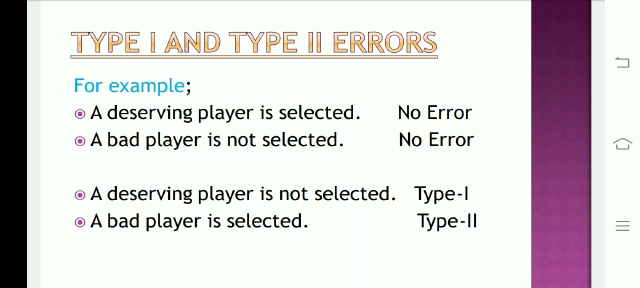 TYPE I AND TYPE II ERRORS
For example;
A deserving player is selected. No Error
A bad player is not selected. No Error
A deserving player is not selected. Type-I
A bad player is selected. Type-II